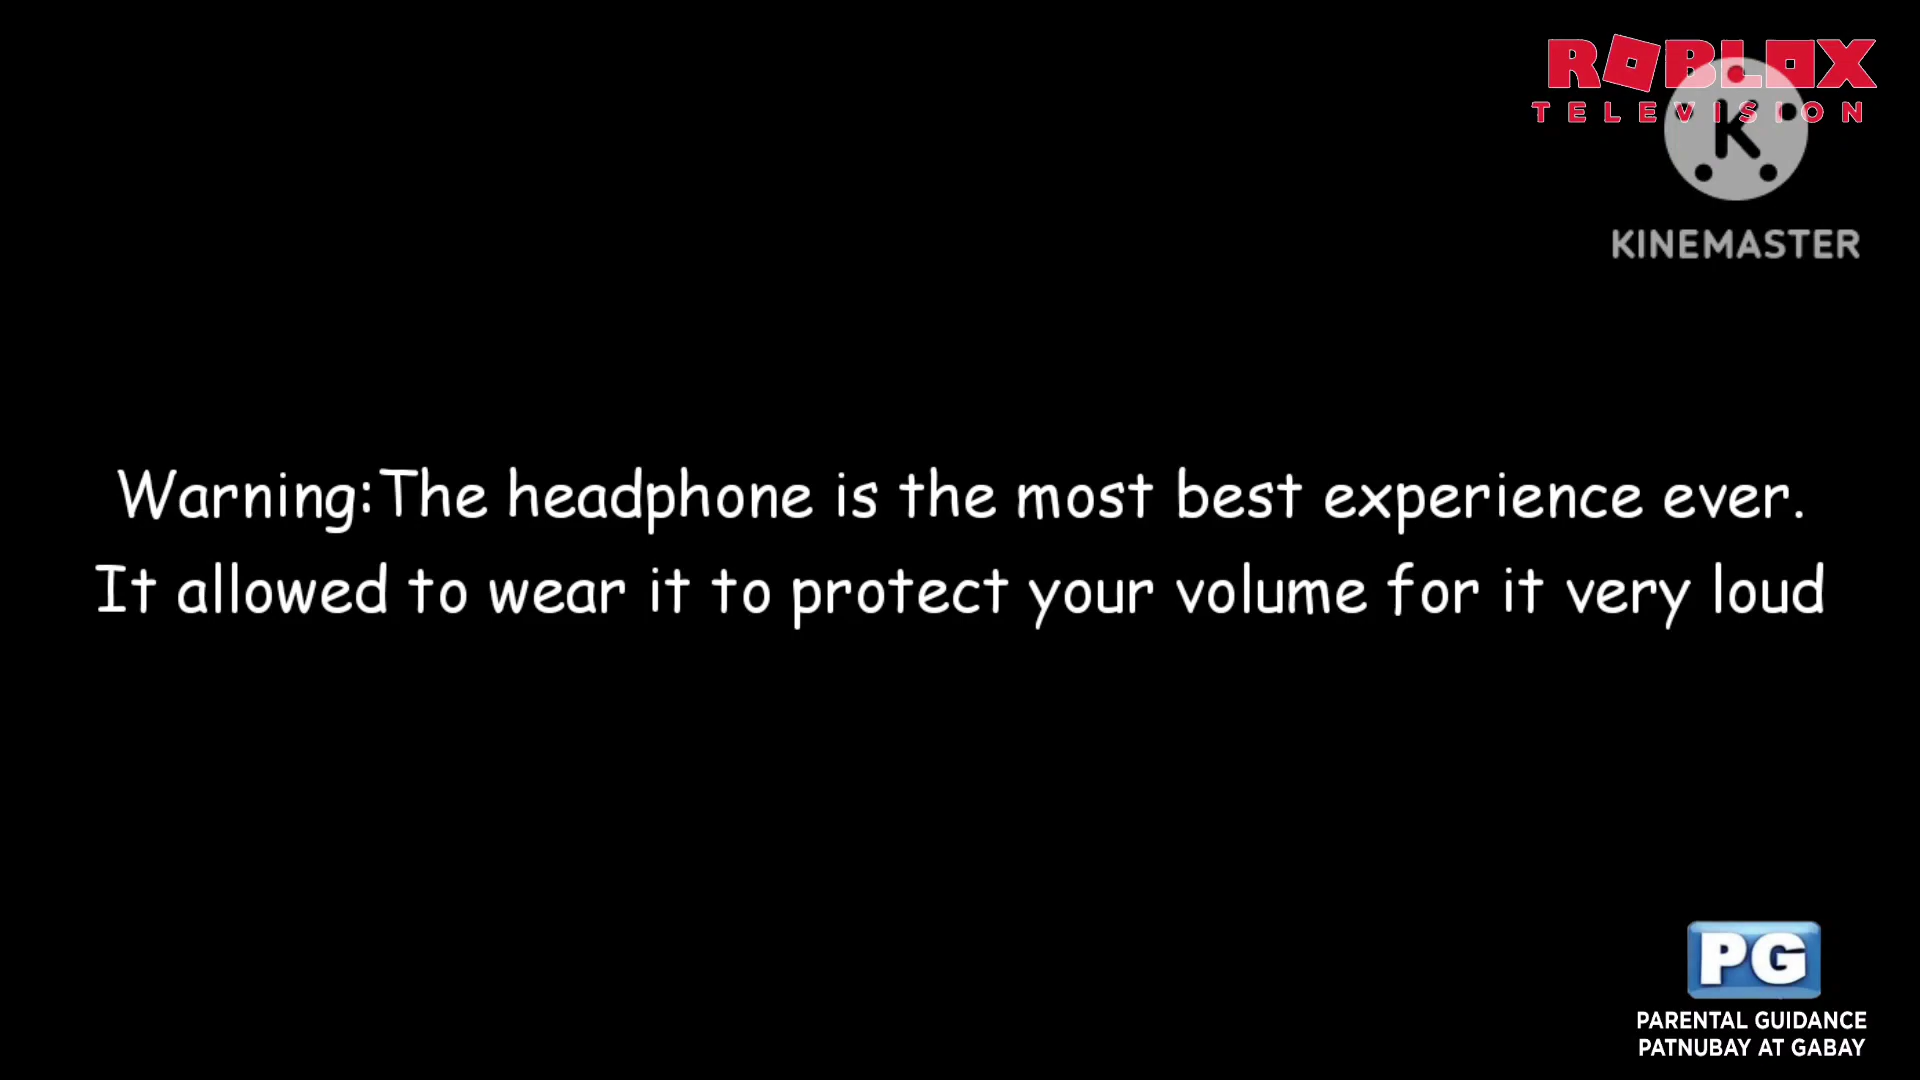 ROBLOX
TELEVISION
K
KINEMASTER
Warning:The headphone is the most best experience ever.
It allowed to wear it to protect your volume for it very loud
PG
PARENTAL GUIDANCE
PATNUBAY AT GABAY